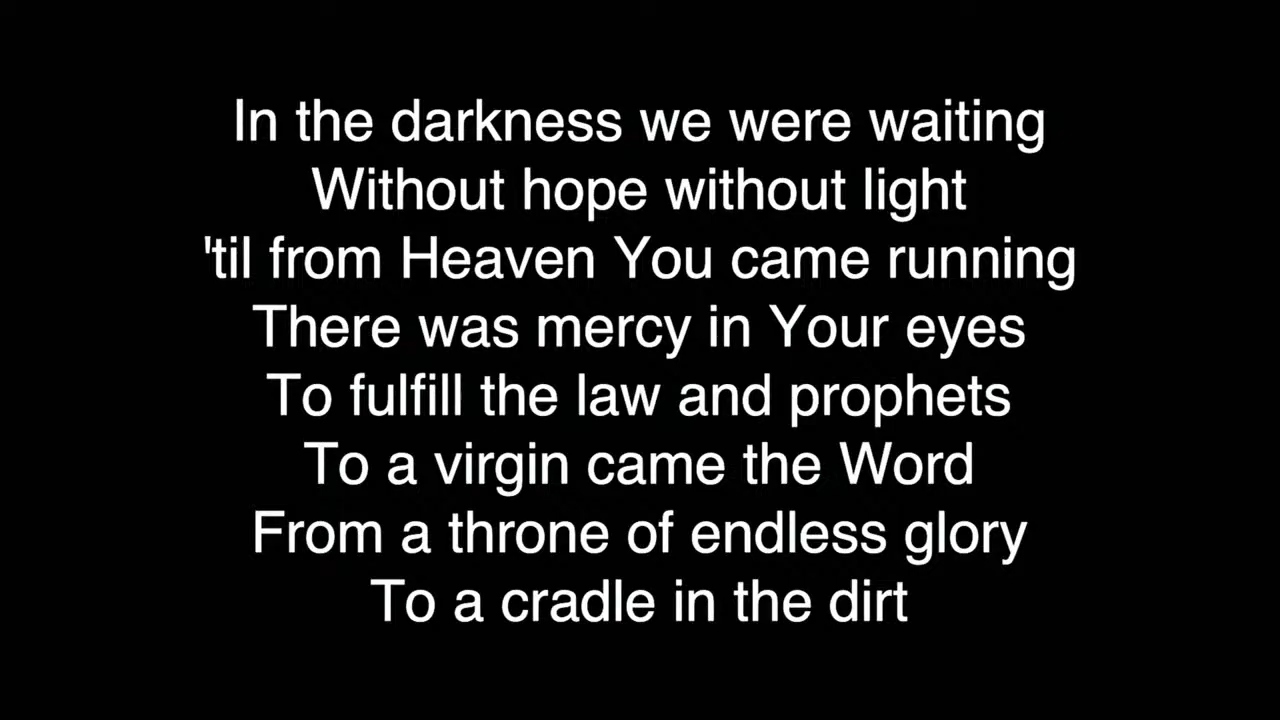 In the darkness we were waiting
Without hope without light
'til from Heaven You came running
There was mercy in Your eyes
To fulfill the law and prophets
To a virgin came the Word
From a throne of endless glory
To a cradle in the dirt